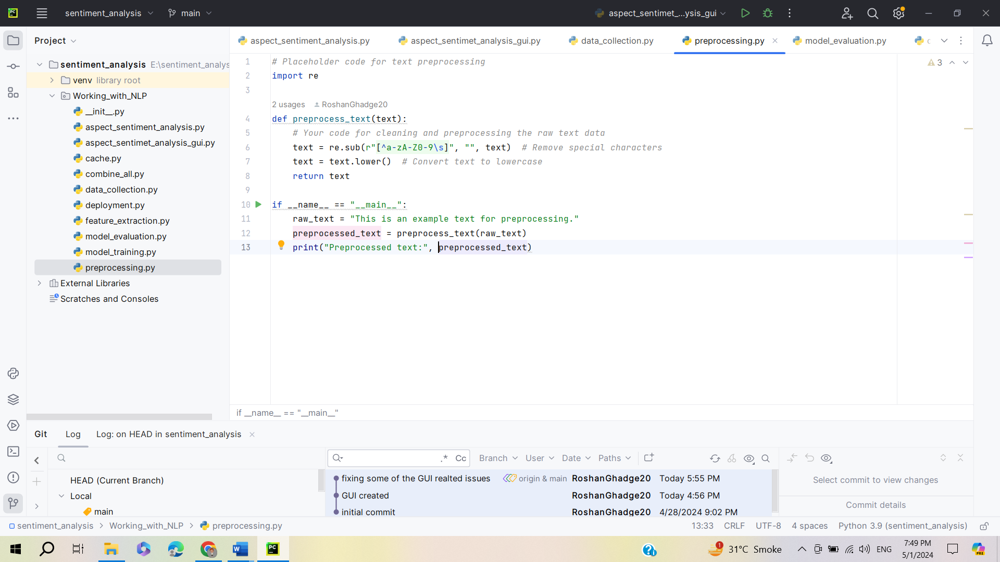 PC sentiment_analysis main aspect_sentimet_...ysis_gui
Project
sentiment_analysis E:\sentiment_analys
venv library root
Working_with_NLP
__init__.py
aspect_sentiment_analysis.py
aspect_sentimet_analysis_gui.py
cache.py
combine_all.py
data_collection.py
deployment.py
feature_extraction.py
model_evaluation.py
model_training.py
preprocessing.py
External Libraries
Scratches and Consoles
aspect_sentiment_analysis.py aspect_sentimet_analysis_gui.py data_collection.py preprocessing.py model_evaluation.py
3
1 # Placeholder code for text preprocessing
2 import re
3
2 usages RoshanGhadge20
4 def preprocess_text(text):
5 # Your code for cleaning and preprocessing the raw text data
6 text = re.sub(r"[^a-zA-Z0-9\s]", "", text) # Remove special characters
7 text = text.lower() # Convert text to lowercase
8 return text
9
10 if __name__ == "__main__":
11 raw_text = "This is an example text for preprocessing."
12 preprocessed_text = preprocess_text(raw_text)
13 print("Preprocessed text:", preprocessed_text)
if __name__ == "__main__"
Git Log Log: on HEAD in sentiment_analysis
.* Cc Branch User Date Paths
HEAD (Current Branch)
Local
main
fixing some of the GUI realted issues origin & main RoshanGhadge20 Today 5:55 PM
GUI created RoshanGhadge20 Today 4:56 PM
initial commit RoshanGhadge20 4/28/2024 9:02 PM
Select commit to view changes
Commit details
sentiment_analysis > Working_with_NLP > preprocessing.py 13:33 CRLF UTF-8 4 spaces Python 3.9 (sentiment_analysis)
1 31°C Smoke ENG 7:49 PM
5/1/2024
PRE